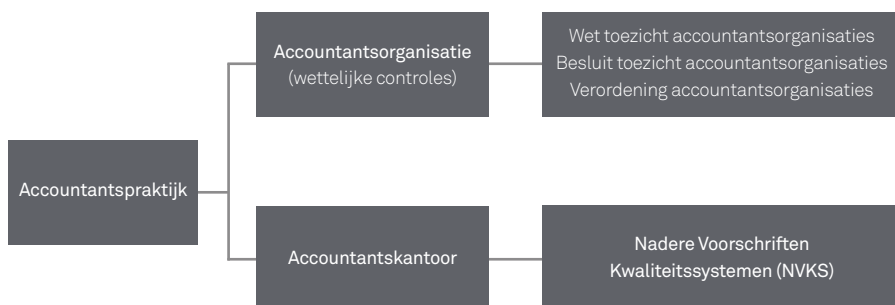 Accountantspraktijk
Accountantsorganisatie
(wettelijke controles)
Wet toezicht accountantsorganisaties
Besluit toezicht accountantsorganisaties
Verordening accountantsorganisaties
Accountantskantoor
Nadere Voorschriften
Kwaliteitssystemen (NVKS)